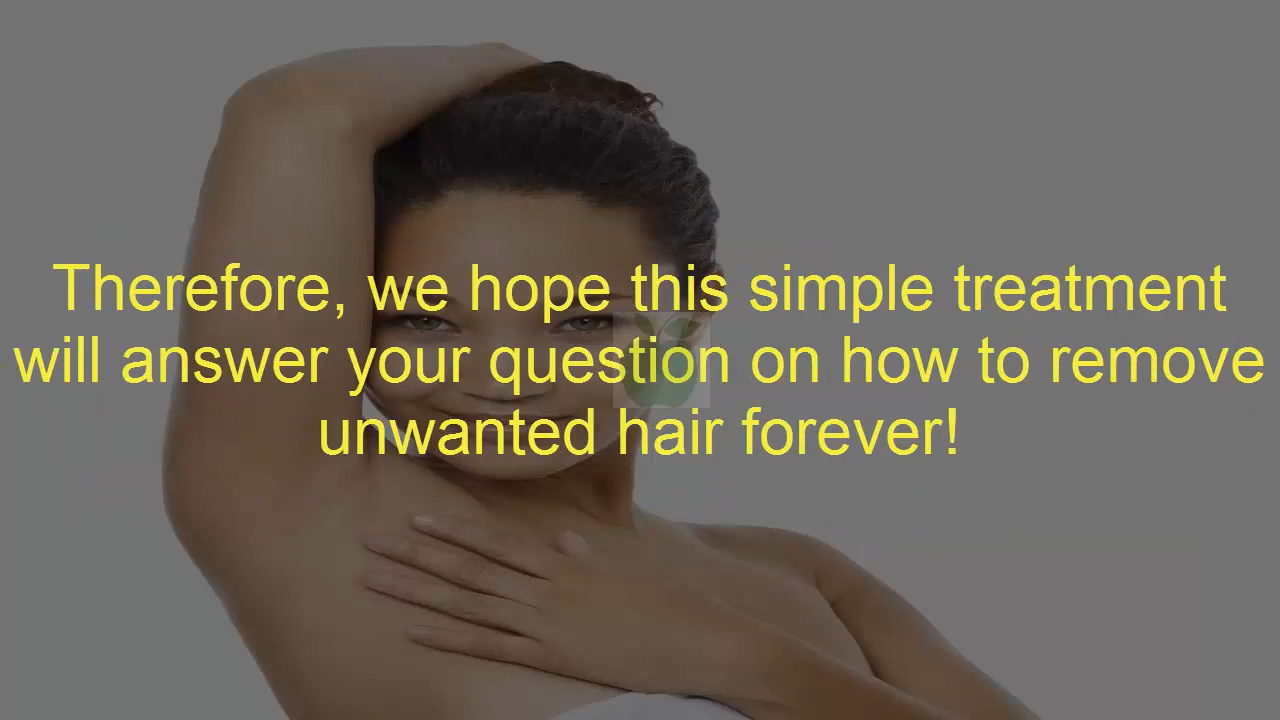 Therefore, we hope this simple treatment
will answer your question on how to remove
unwanted hair forever!